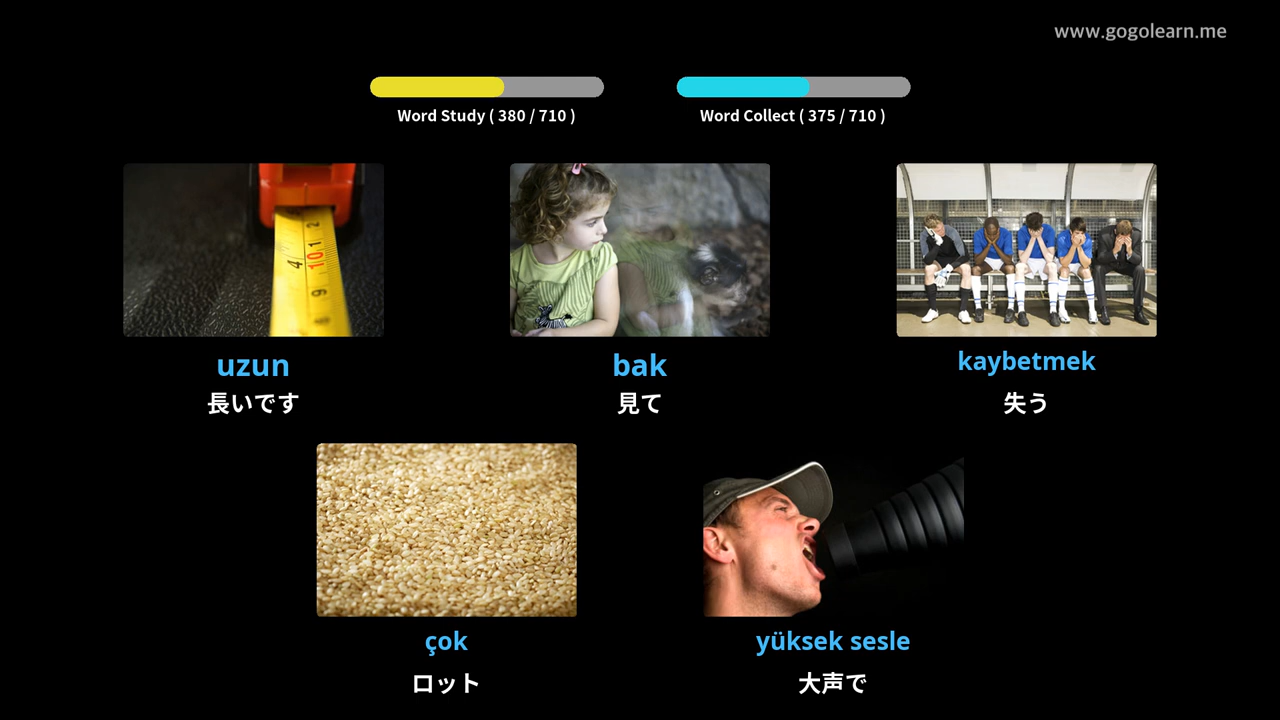 www.gogolearn.me
Word Study ( 380 / 710 )
Word Collect ( 375 / 710 )
uzun
長いです
bak
見て
kaybetmek
失う
çok
ロット
yüksek sesle
大声で